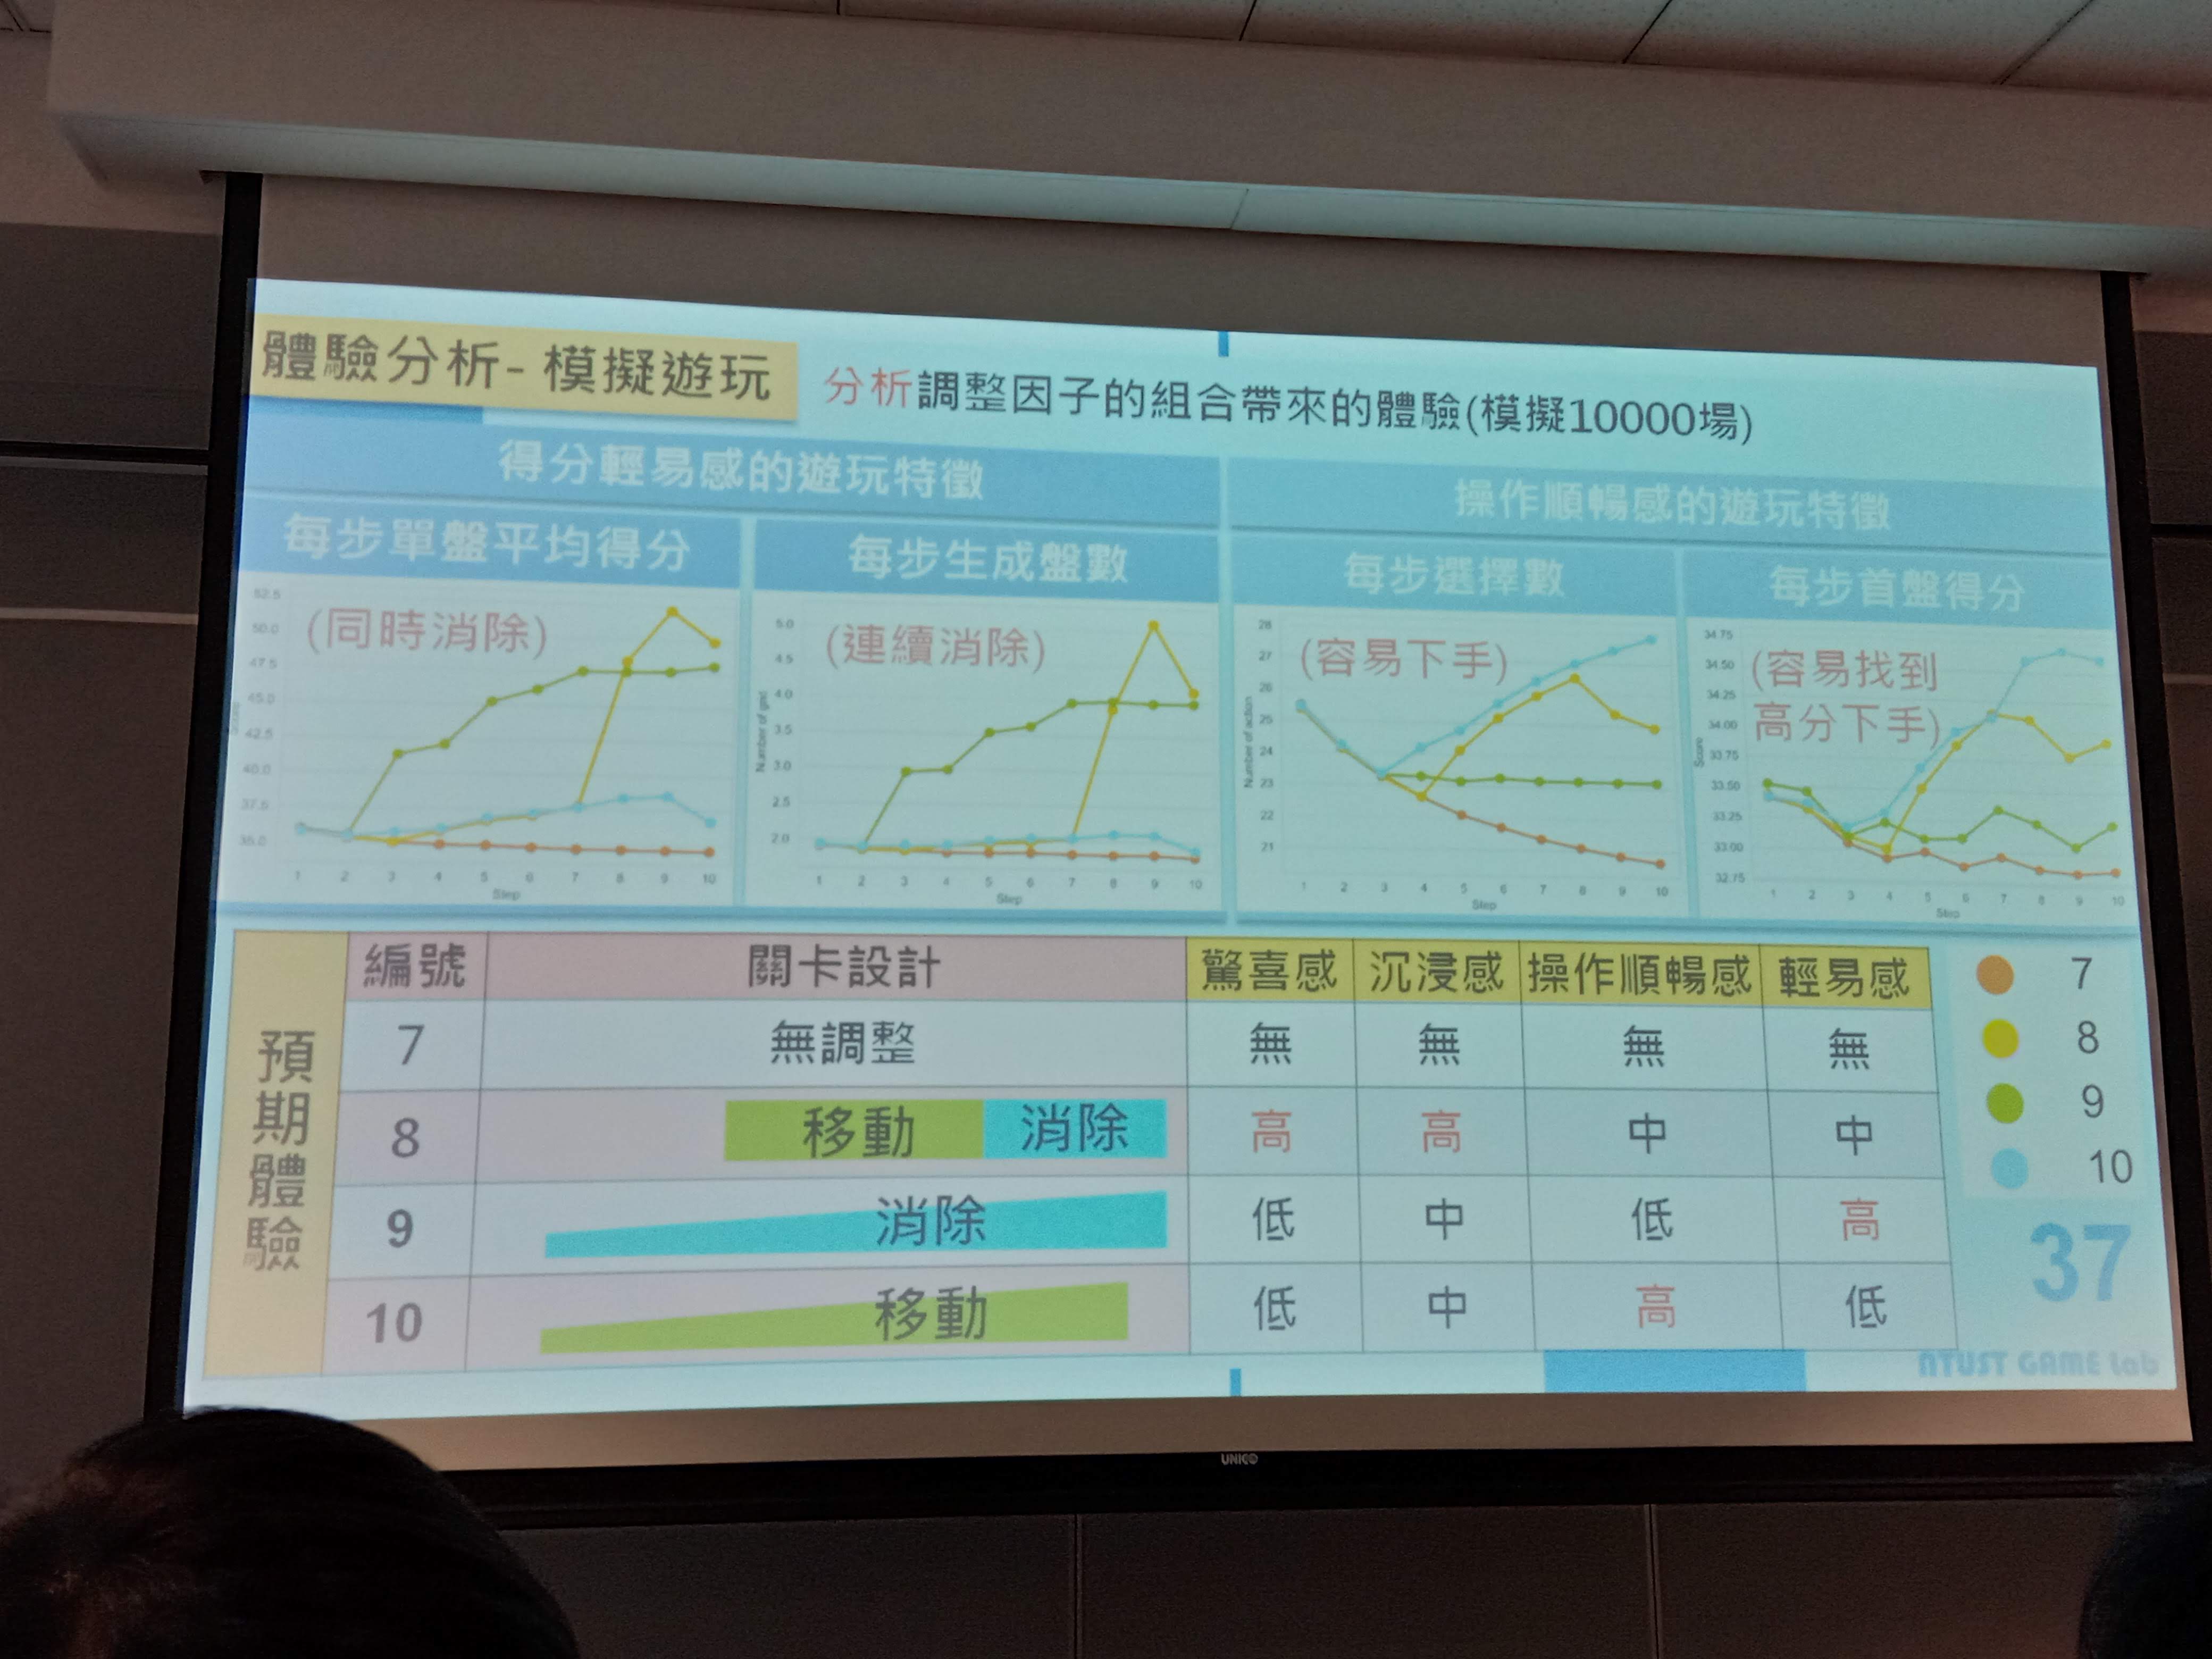 體驗分析- 模擬遊玩
分析調整因子的組合帶來的體驗(模擬10000場)
得分輕易感的遊玩特徵
操作順暢感的遊玩特徵
每步單盤平均得分
每步生成盤數
每步選擇數
每步首盤得分
(同時消除)
52.5
50.0
47.5
45.0
42.5
40.0
37.5
35.0
1 2 3 4 5 6 7 8 9 10
Step
(連續消除)
Number of grid
5.0
4.5
4.0
3.5
3.0
2.5
2.0
1 2 3 4 5 6 7 8 9 10
Step
(容易下手)
Number of action
28
27
26
25
24
23
22
21
1 2 3 4 5 6 7 8 9 10
Step
(容易找到
高分下手)
Score
34.75
34.50
34.25
34.00
33.75
33.50
33.25
33.00
32.75
1 2 3 4 5 6 7 8 9 10
Step
預期體驗
編號 關卡設計 驚喜感 沉浸感 操作順暢感 輕易感
7 無調整 無 無 無 無
8 移動 消除 高 高 中 中
9 消除 低 中 低 高
10 移動 低 中 高 低
7
8
9
10
37
NTUST GAME Lab
UNICO